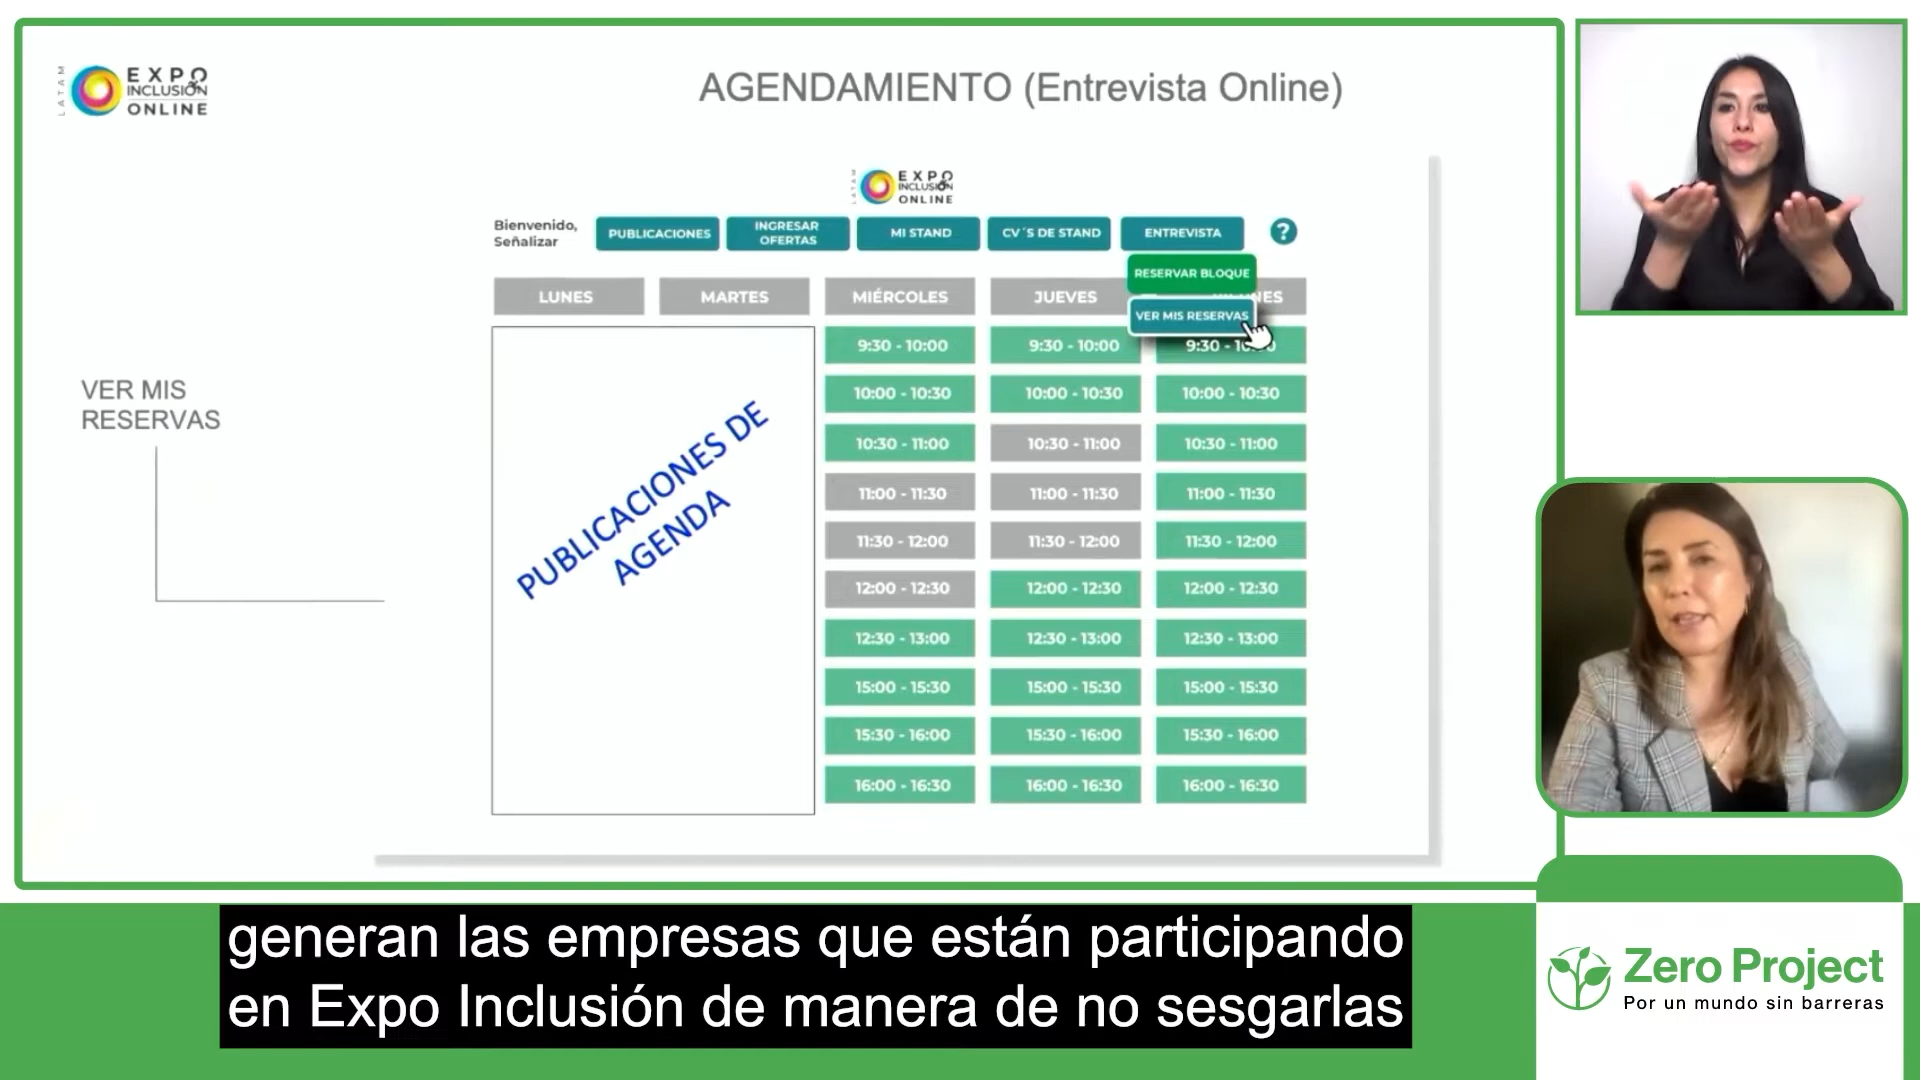 LATAM
EXPO
INCLUSIÓN
ONLINE
AGENDAMIENTO (Entrevista Online)
LATAM
EXPO
INCLUSIÓN
ONLINE
Bienvenido,
Señalizar
PUBLICACIONES
INGRESAR
OFERTAS
MI STAND
CV´S DE STAND
ENTREVISTA
?
RESERVAR BLOQUE
VER MIS RESERVAS
LUNES
MARTES
MIÉRCOLES
JUEVES
VER MIS
RESERVAS
PUBLICACIONES DE
AGENDA
9:30 - 10:00
9:30 - 10:00
10:00 - 10:30
10:00 - 10:30
10:00 - 10:30
10:30 - 11:00
10:30 - 11:00
10:30 - 11:00
11:00 - 11:30
11:00 - 11:30
11:00 - 11:30
11:30 - 12:00
11:30 - 12:00
11:30 - 12:00
12:00 - 12:30
12:00 - 12:30
12:00 - 12:30
12:30 - 13:00
12:30 - 13:00
12:30 - 13:00
15:00 - 15:30
15:00 - 15:30
15:00 - 15:30
15:30 - 16:00
15:30 - 16:00
15:30 - 16:00
16:00 - 16:30
16:00 - 16:30
16:00 - 16:30
generan las empresas que están participando
en Expo Inclusión de manera de no sesgarlas
Zero Project
Por un mundo sin barreras